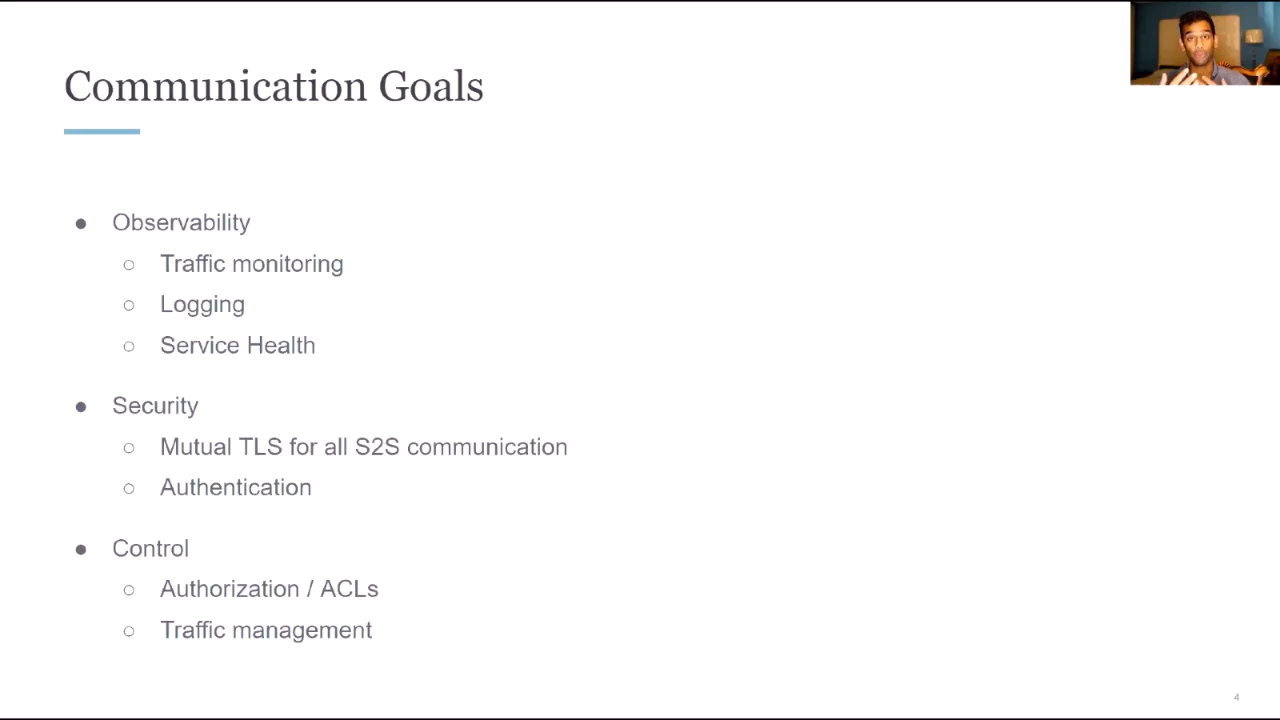 Communication Goals
● Observability
○ Traffic monitoring
○ Logging
○ Service Health
● Security
○ Mutual TLS for all S2S communication
○ Authentication
● Control
○ Authorization / ACLs
○ Traffic management
4